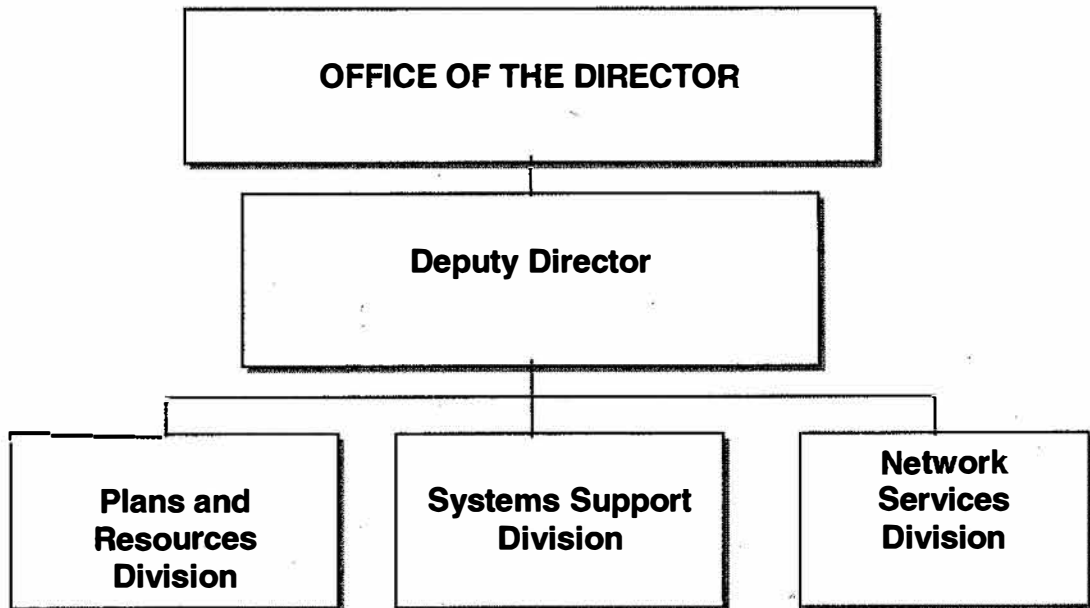 OFFICE OF THE DIRECTOR
Deputy Director
Plans and
Resources
Division
Systems Support
Division
Network
Services
Division